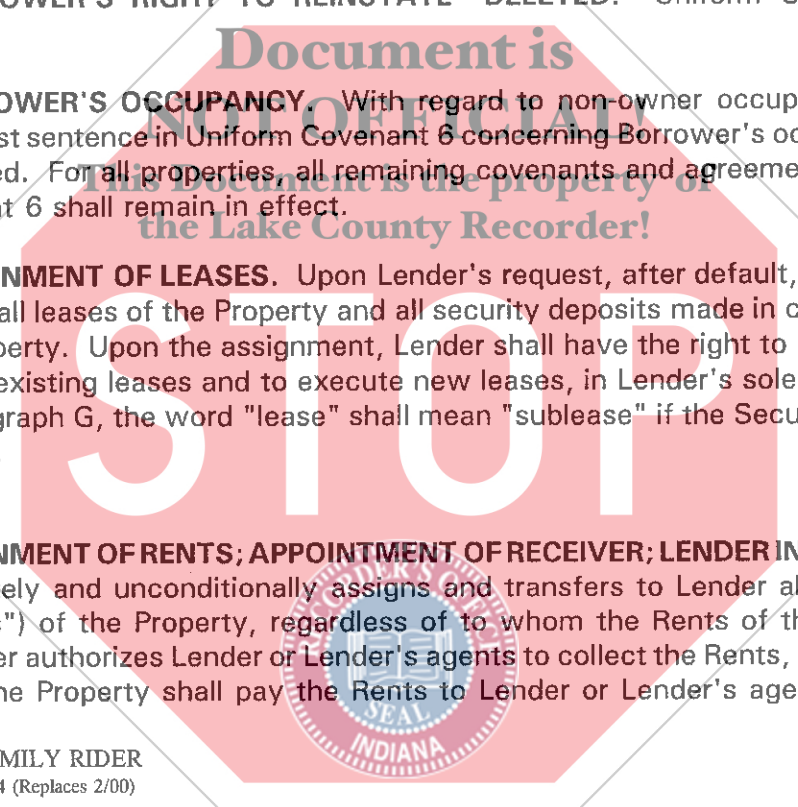 OWER'S RIGHT TO REINSTATE DELETED. Uniform
Document is
OWER'S OCCUPANCY. With regard to non-owner occup
NOT OFFICIAL!
st sentence in Uniform Covenant 6 concerning Borrower's oc
ed. For all properties, all remaining covenants and agreeme
This Document is the property of
t 6 shall remain in effect.
the Lake County Recorder!
NMENT OF LEASES. Upon Lender's request, after default,
all leases of the Property and all security deposits made in c
perty. Upon the assignment, Lender shall have the right to
existing leases and to execute new leases, in Lender's sole
graph G, the word "lease" shall mean "sublease" if the Secu
STOP
NMENT OF RENTS; APPOINTMENT OF RECEIVER; LENDER IN
ely and unconditionally assigns and transfers to Lender al
") of the Property, regardless of to whom the Rents of th
er authorizes Lender or Lender's agents to collect the Rents,
he Property shall pay the Rents to Lender or Lender's age
RECORDER'S OFFICE
SEAL
INDIANA
MILY RIDER
4 (Replaces 2/00)